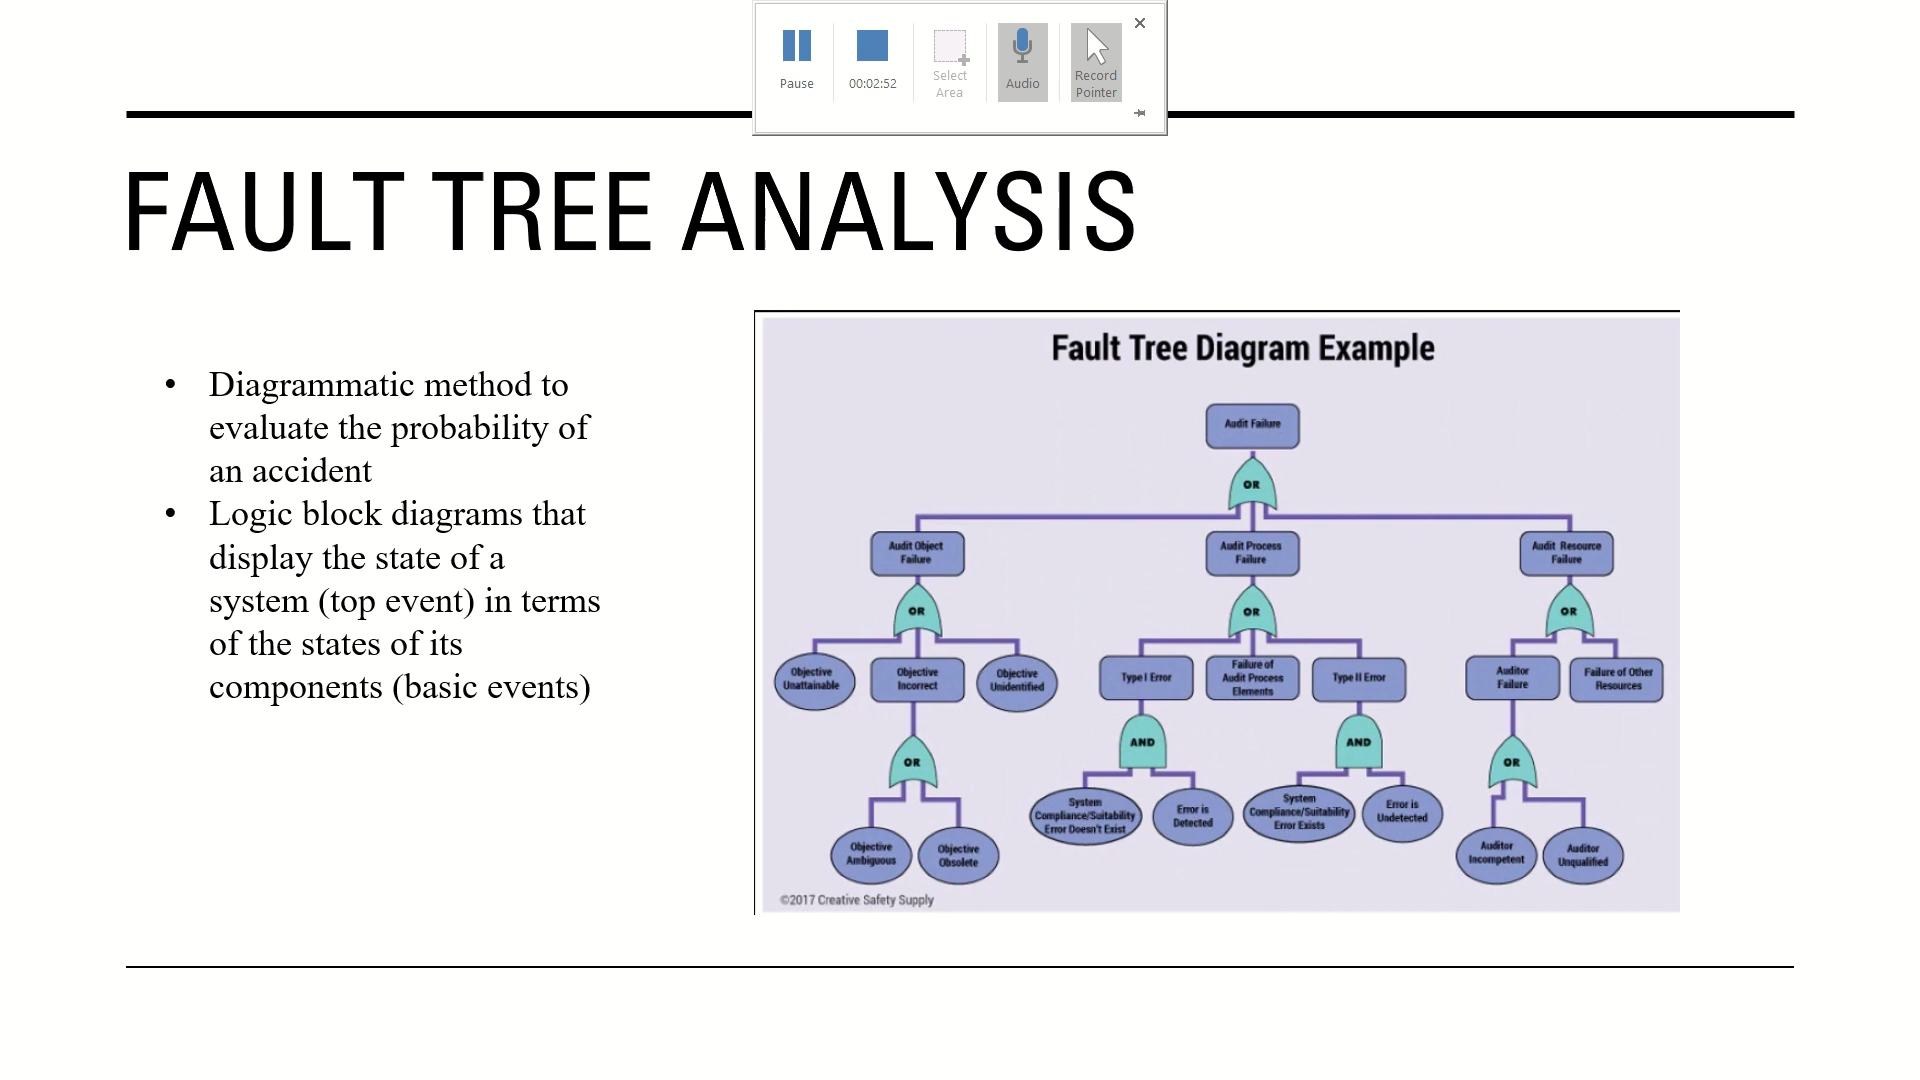 Pause
00:02:52
Select
Area
Audio
Record
Pointer
FAULT TREE ANALYSIS
• Diagrammatic method to
evaluate the probability of
an accident
• Logic block diagrams that
display the state of a
system (top event) in terms
of the states of its
components (basic events)
Fault Tree Diagram Example
Audit Failure
OR
Audit Object
Failure
Audit Process
Failure
Audit Resource
Failure
OR
OR
OR
Objective
Unattainable
Objective
Incorrect
Objective
Unidentified
Type I Error
Failure of
Audit Process
Elements
Type II Error
Auditor
Failure
Failure of Other
Resources
OR
AND
AND
OR
System
Compliance/Suitability
Error Doesn't Exist
Error is
Detected
System
Compliance/Suitability
Error Exists
Error is
Undetected
Objective
Ambiguous
Objective
Obsolete
Auditor
Incompetent
Auditor
Unqualified
©2017 Creative Safety Supply